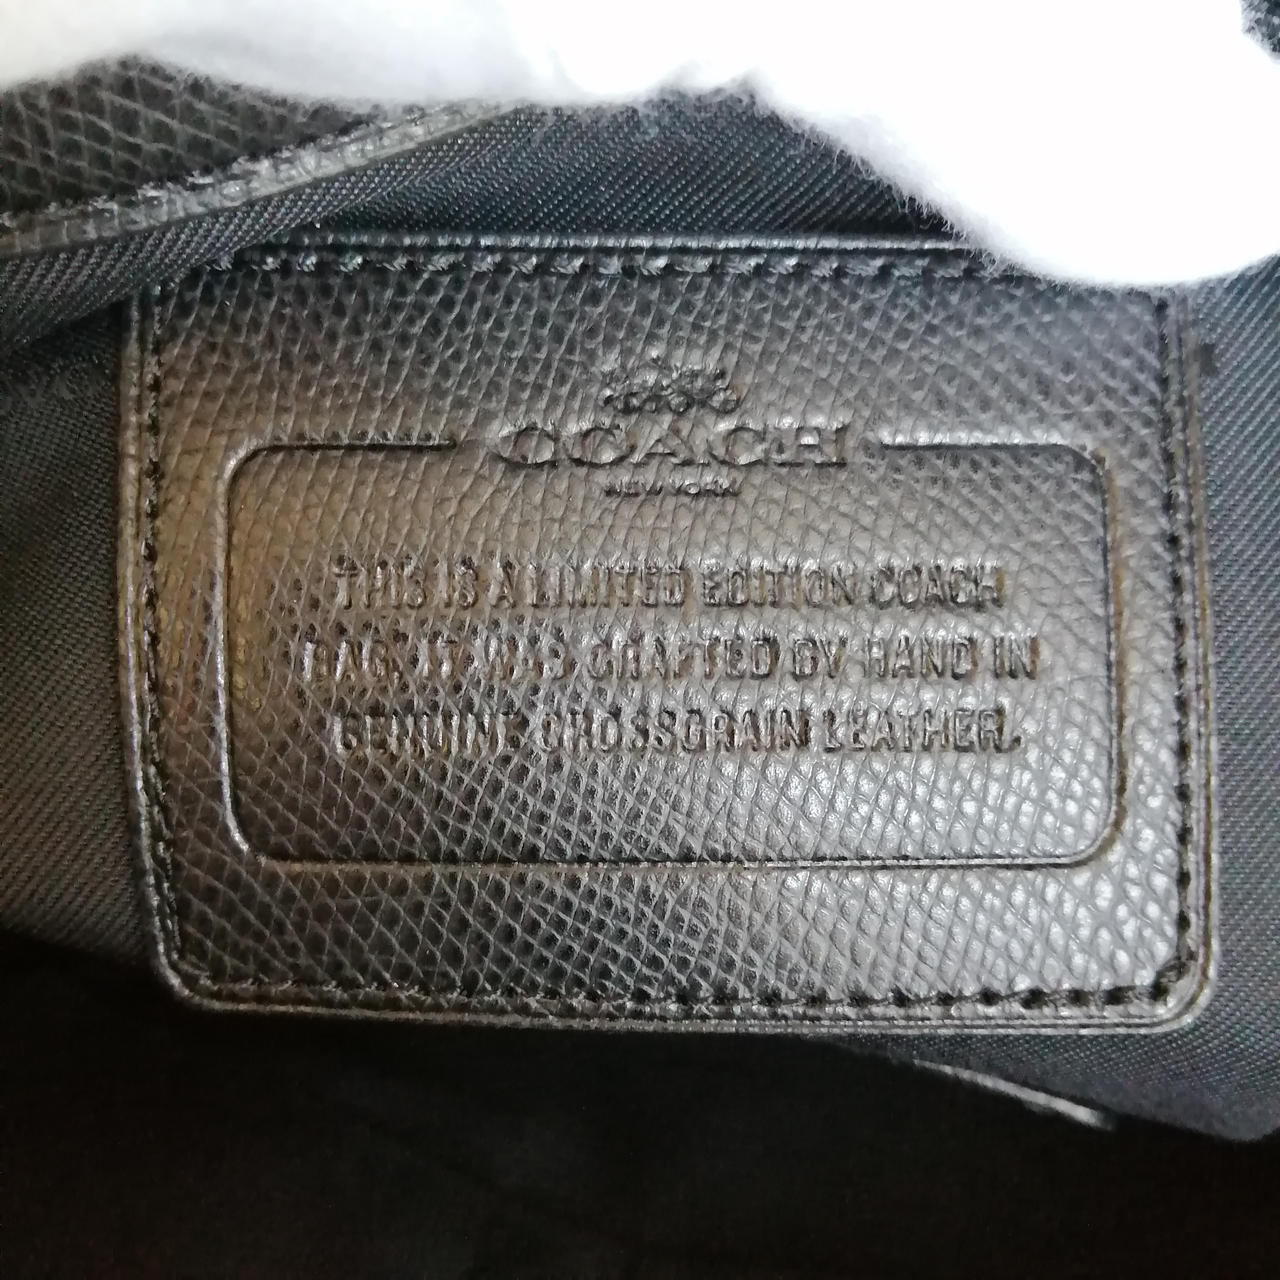 COACH
NEW YORK
THIS IS A LIMITED EDITION COACH
BAG. IT WAS CRAFTED BY HAND IN
GENUINE CROSSGRAIN LEATHER.